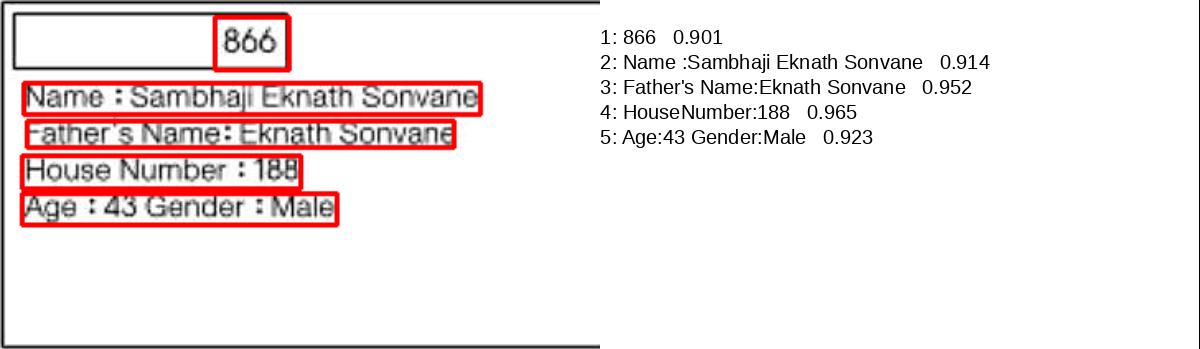 866
Name : Sambhaji Eknath Sonvane
Father's Name: Eknath Sonvane
House Number : 188
Age : 43 Gender : Male
1: 866 0.901
2: Name :Sambhaji Eknath Sonvane 0.914
3: Father's Name:Eknath Sonvane 0.952
4: HouseNumber:188 0.965
5: Age:43 Gender:Male 0.923